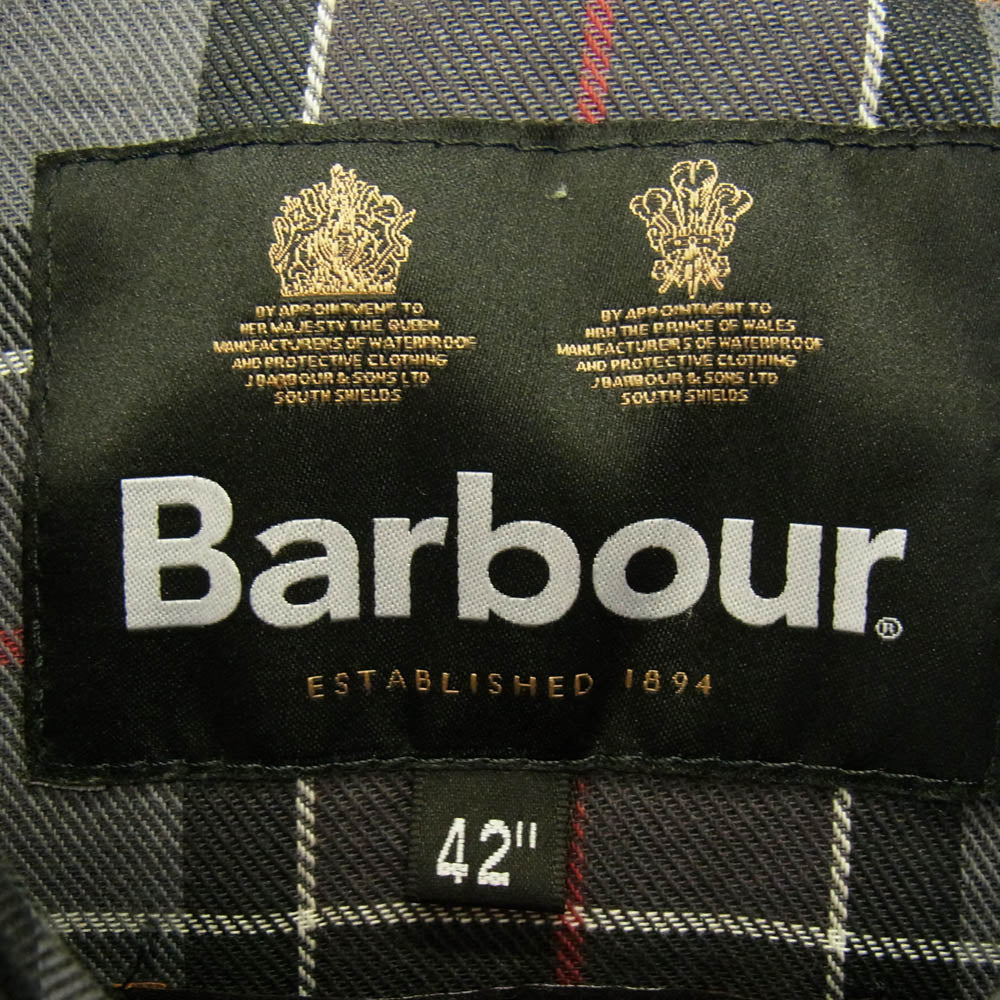 BY APPOINTMENT TO
HER MAJESTY THE QUEEN
MANUFACTURERS OF WATERPROOF
AND PROTECTIVE CLOTHING
J BARBOUR & SONS LTD
SOUTH SHIELDS
BY APPOINTMENT TO
HRH THE PRINCE OF WALES
MANUFACTURERS OF WATERPROOF
AND PROTECTIVE CLOTHING
J BARBOUR & SONS LTD
SOUTH SHIELDS
Barbour®
ESTABLISHED 1894
42"